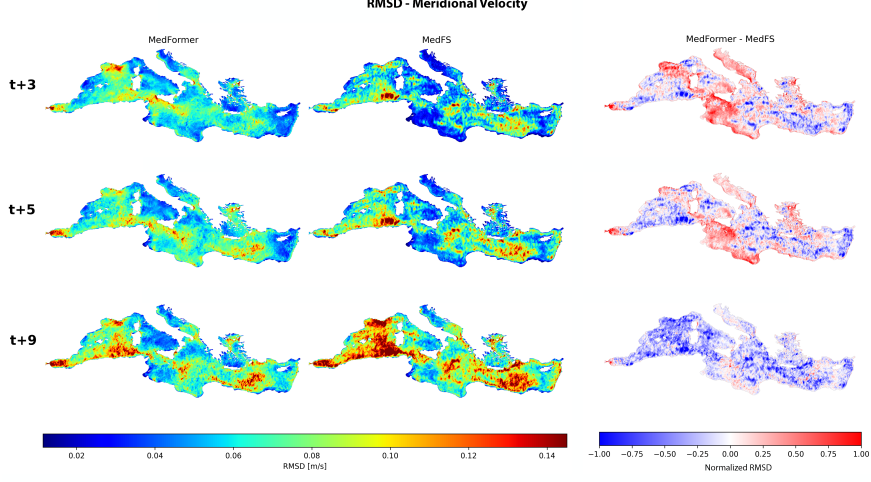 RMSD - Meridional Velocity
MedFormer MedFS MedFormer - MedFS
t+3
t+5
t+9
0.02 0.04 0.06 0.08 0.10 0.12 0.14
RMSD [m/s]
−1.00 −0.75 −0.50 −0.25 0.00 0.25 0.50 0.75 1.00
Normalized RMSD